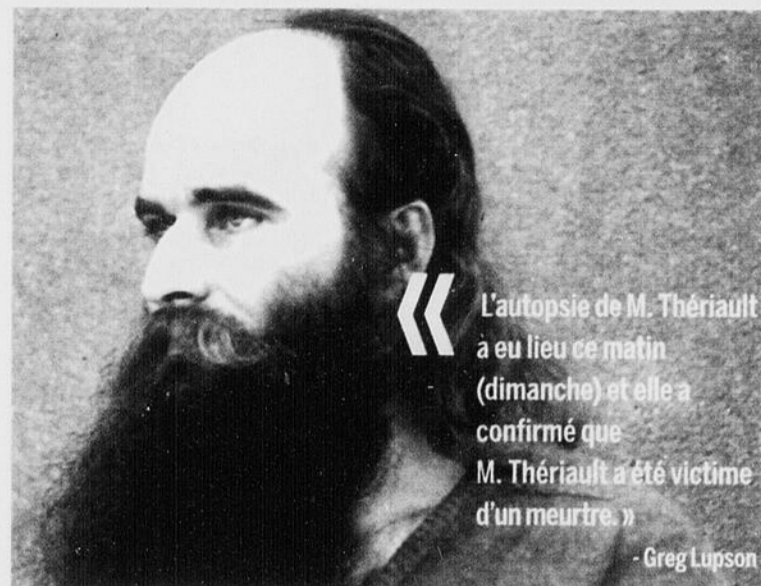 « L'autopsie de M. Thériault
à eu lieu ce matin
(dimanche) et elle a
confirmé que
M. Thériault a été victime
d'un meurtre. »
- Greg Lupson